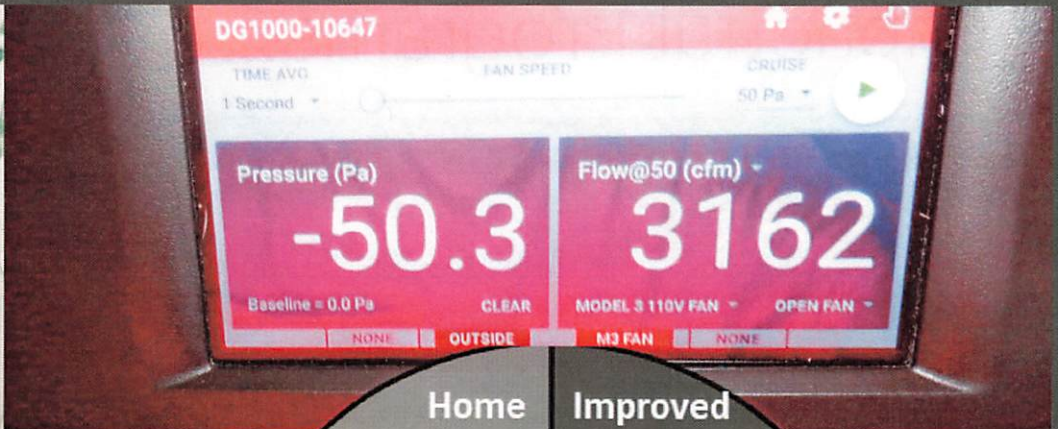 DG1000-10647
TIME AVG FAN SPEED CRUISE
1 Second 50 Pa
Pressure (Pa) Flow@50 (cfm)
-50.3 3162
Baseline = 0.0 Pa CLEAR MODEL 3 110V FAN OPEN FAN
NONE OUTSIDE M3 FAN NONE
Home Improved